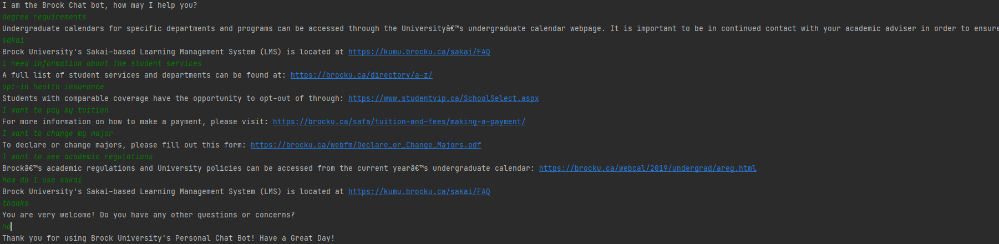 I am the Brock Chat bot, how may I help you?
degree requirements
Undergraduate calendars for specific departments and programs can be accessed through the Universityâ€™s undergraduate calendar webpage. It is important to be in continued contact with your academic adviser in order to ensure
sakai
Brock University's Sakai-based Learning Management System (LMS) is located at https://kumu.brocku.ca/sakai/FAQ
i need information about the student services
A full list of student services and departments can be found at: https://brocku.ca/directory/a-z/
opt-in health insurance
Students with comparable coverage have the opportunity to opt-out of through: https://www.studentvip.ca/SchoolSelect.aspx
I want to pay my tuition
For more information on how to make a payment, please visit: https://brocku.ca/safa/tuition-and-fees/making-a-payment/
I want to change my major
To declare or change majors, please fill out this form: https://brocku.ca/webfm/Declare_or_Change_Majors.pdf
I want to see academic regulations
Brockâ€™s academic regulations and University policies can be accessed from the current yearâ€™s undergraduate calendar: https://brocku.ca/webcal/2019/undergrad/areg.html
How do I use sakai
Brock University's Sakai-based Learning Management System (LMS) is located at https://kumu.brocku.ca/sakai/FAQ
thanks
You are very welcome! Do you have any other questions or concerns?
no
Thank you for using Brock University's Personal Chat Bot! Have a Great Day!